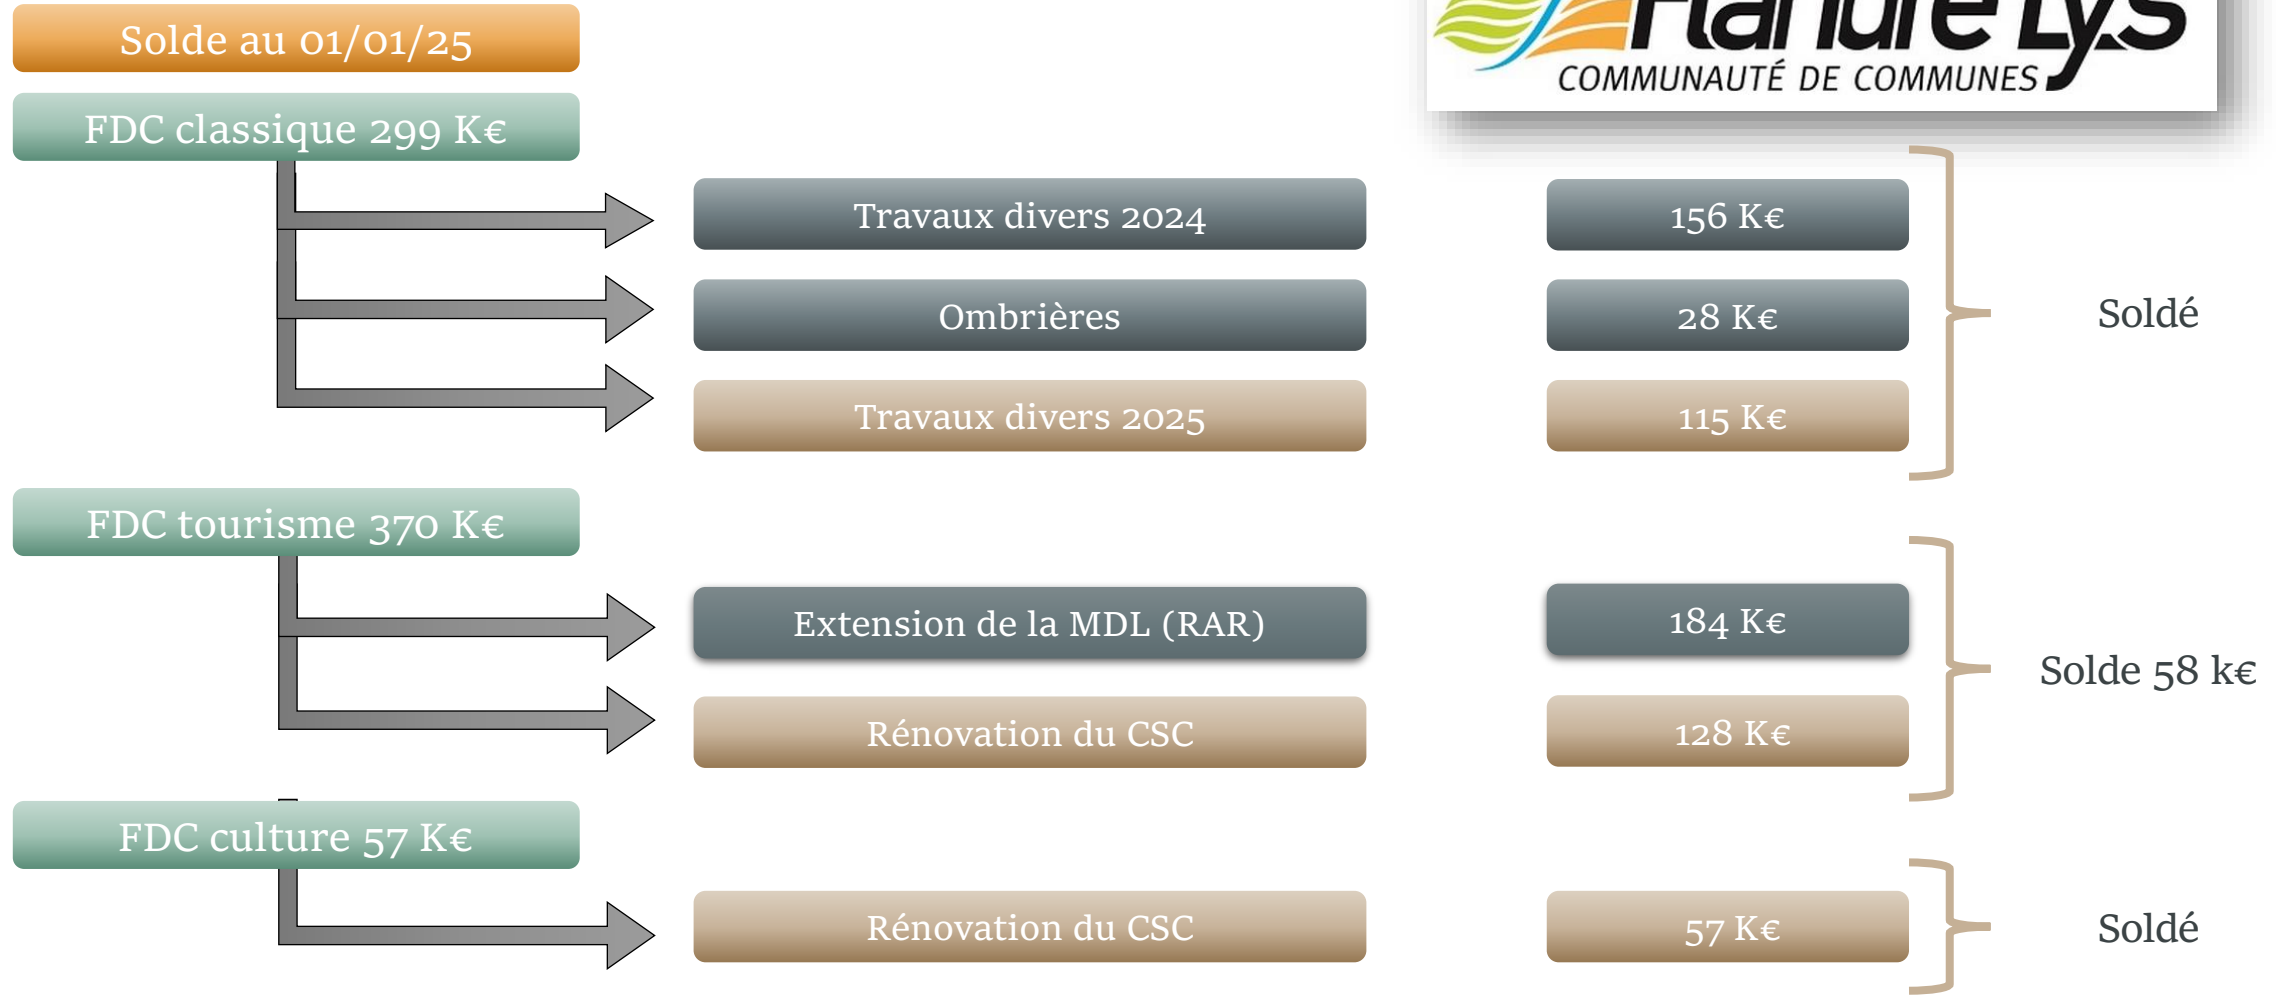 Solde au 01/01/25
Flandre Lys
COMMUNAUTÉ DE COMMUNES
FDC classique 299 K€
Travaux divers 2024
156 K€
Ombrières
28 K€
Soldé
Travaux divers 2025
115 K€
FDC tourisme 370 K€
Extension de la MDL (RAR)
184 K€
Solde 58 k€
Rénovation du CSC
128 K€
FDC culture 57 K€
Rénovation du CSC
57 K€
Soldé